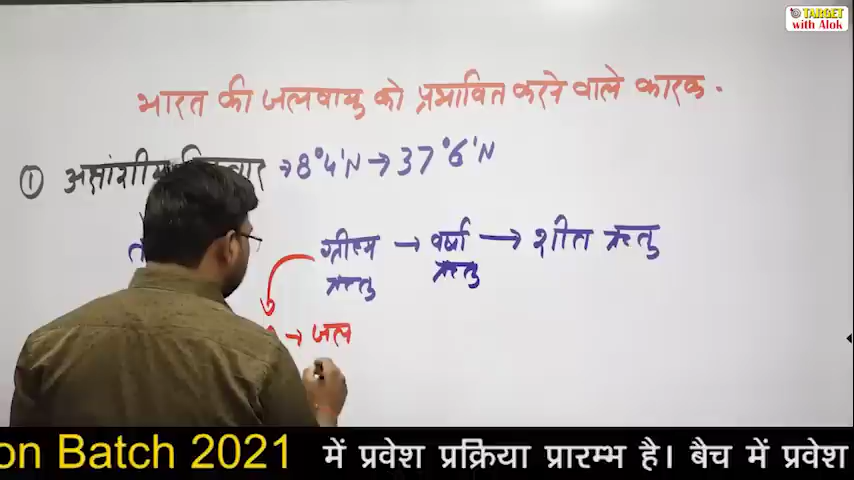 TARGET
with Alok
भारत की जलवायु को प्रभावित करने वाले कारक.
① अक्षांशीय → 8°4'N → 37°6'N
ग्रीष्म ऋतु → वर्षा ऋतु → शीत ऋतु
→ जल
on Batch 2021 में प्रवेश प्रक्रिया प्रारम्भ है। बैच में प्रवेश